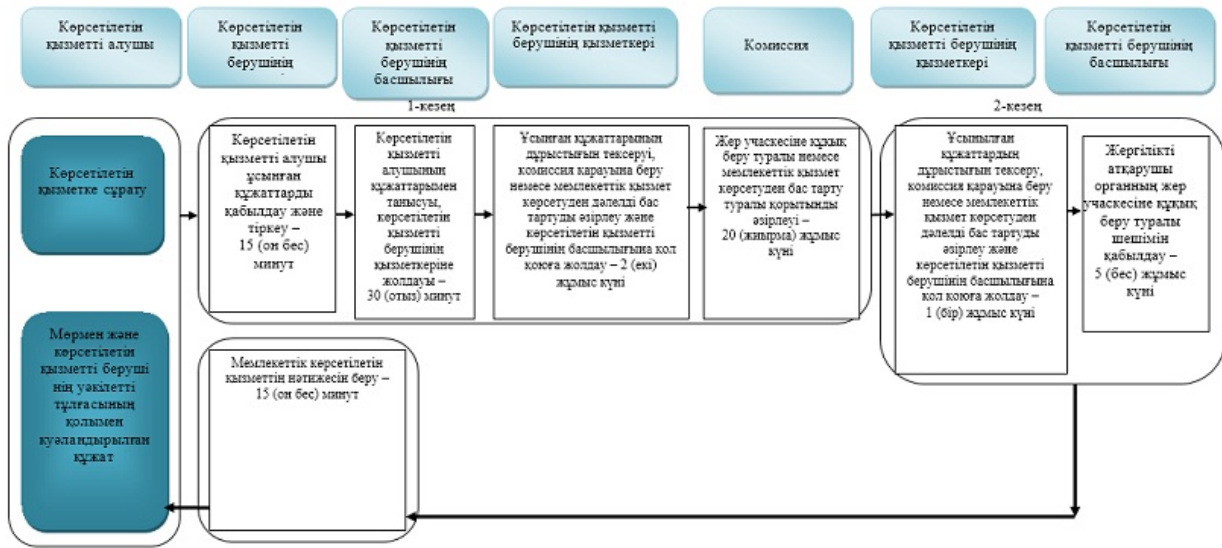 Көрсетілетін
қызметті алушы
Көрсетілетін
қызметті
берушінің
Көрсетілетін
қызметті
берушінің
басшылығы
Көрсетілетін қызметті
берушінің қызметкері
Комиссия
Көрсетілетін
қызметті берушінің
қызметкері
Көрсетілетін
қызметті берушінің
басшылығы
1-кезең
2-кезең
Көрсетілетін
қызметке сұрату
Көрсетілетін
қызметті алушы
ұсынған
құжаттарды
қабылдау және
тіркеу –
15 (он бес)
минут
Көрсетілетін
қызметті
алушының
құжаттарымен
танысуы,
көрсетілетін
қызметті
берушінің
қызметкеріне
жолдауы –
30 (отыз) минут
Ұсынған құжаттарының
дұрыстығын тексеруі,
комиссия қарауына беру
немесе мемлекеттік қызмет
көрсетуден дәлелді бас
тартуды әзірлеу және
көрсетілетін қызметті
берушінің басшылығына қол
қоюға жолдау – 2 (екі)
жұмыс күні
Жер учаскесіне құқық
беру туралы немесе
мемлекеттік қызмет
көрсетуден бас тарту
туралы қорытынды
әзірлеуі –
20 (жиырма) жұмыс
күні
Ұсынылған
құжаттардың
дұрыстығын тексеру,
комиссия қарауына беру
немесе мемлекеттік
қызмет көрсетуден
дәлелді бас тартуды
әзірлеу және
көрсетілетін қызметті
берушінің басшылығына
қол қоюға жолдау –
1 (бір) жұмыс күні
Жергілікті
атқарушы
органның жер
учаскесіне құқық
беру туралы
шешімін
қабылдау –
5 (бес) жұмыс
күні
Мөрмен және
көрсетілетін
қызметті беруші
нің уәкілетті
тұлғасының
қолымен
куәландырылған
құжат
Мемлекеттік көрсетілетін
қызметтің нәтижесін беру –
15 (он бес) минут